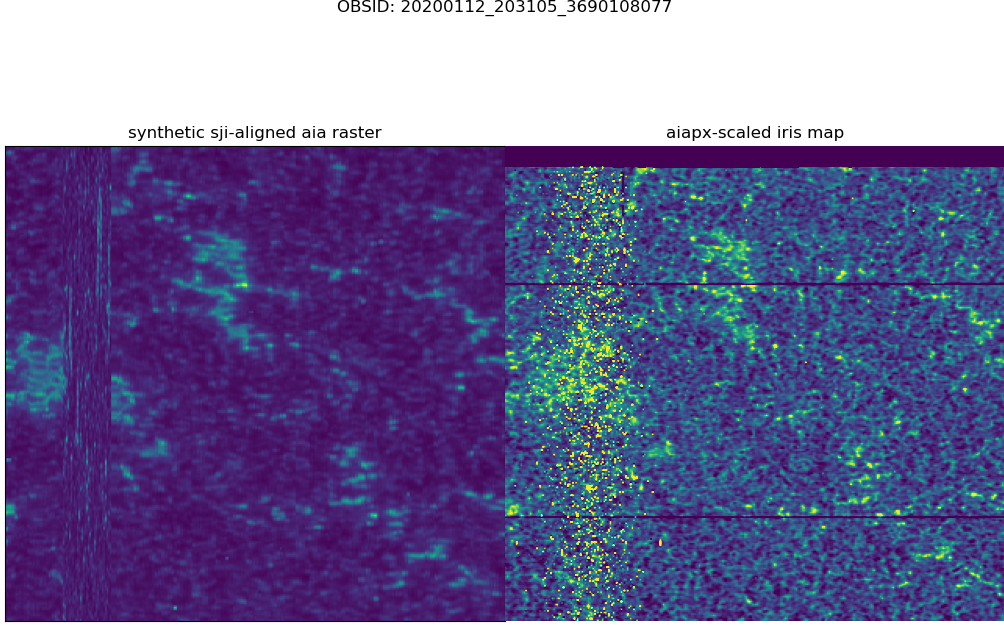 OBSID: 20200112_203105_3690108077
synthetic sji-aligned aia raster
aiapx-scaled iris map